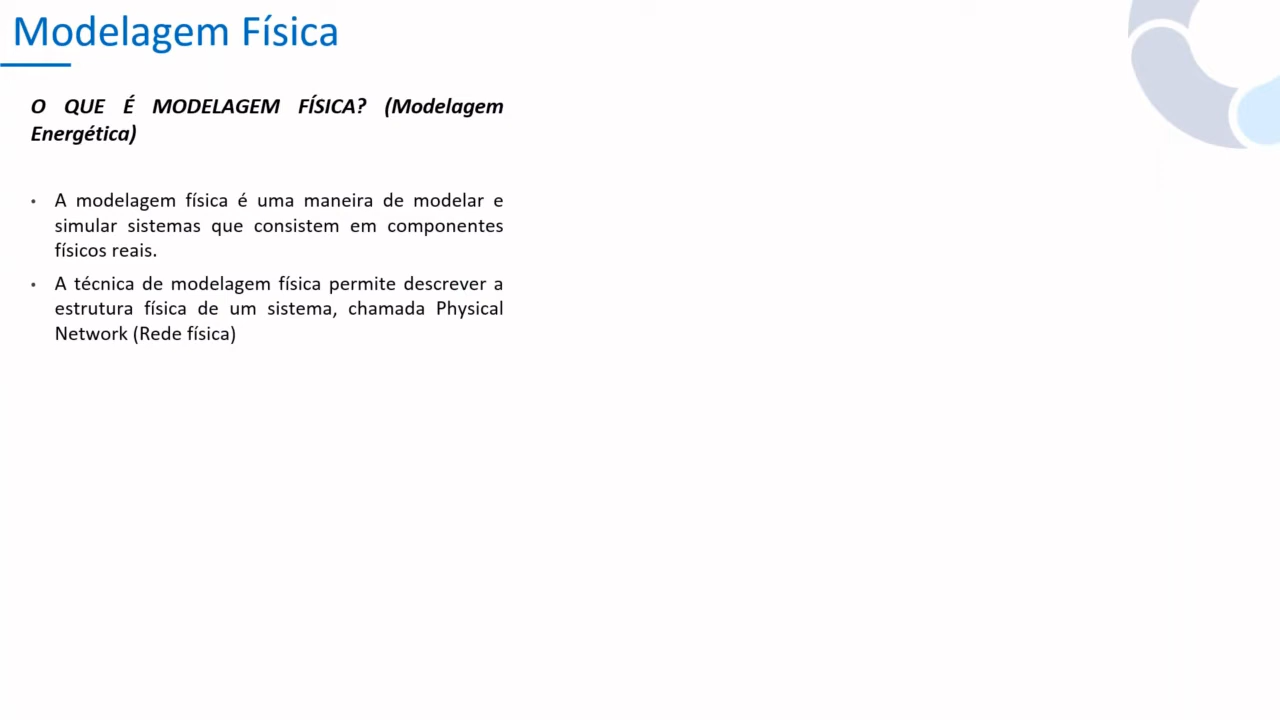 Modelagem Física
O QUE É MODELAGEM FÍSICA? (Modelagem
Energética)
• A modelagem física é uma maneira de modelar e
simular sistemas que consistem em componentes
físicos reais.
• A técnica de modelagem física permite descrever a
estrutura física de um sistema, chamada Physical
Network (Rede física)